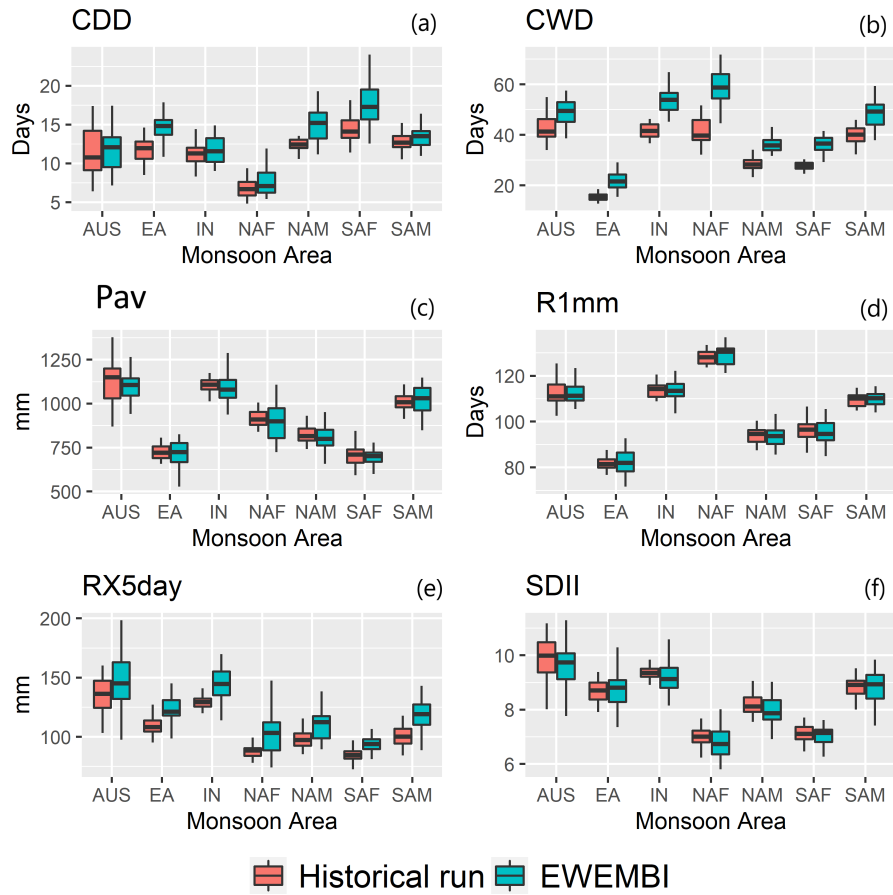 CDD (a)
Days
20
15
10
5
AUS EA IN NAF NAM SAF SAM
Monsoon Area
CWD (b)
60
40
20
AUS EA IN NAF NAM SAF SAM
Monsoon Area
Pav (c)
mm
1250
1000
750
500
AUS EA IN NAF NAM SAF SAM
Monsoon Area
R1mm (d)
Days
120
100
80
AUS EA IN NAF NAM SAF SAM
Monsoon Area
RX5day (e)
mm
200
150
100
AUS EA IN NAF NAM SAF SAM
Monsoon Area
SDII (f)
10
8
6
AUS EA IN NAF NAM SAF SAM
Monsoon Area
Historical run EWEMBI